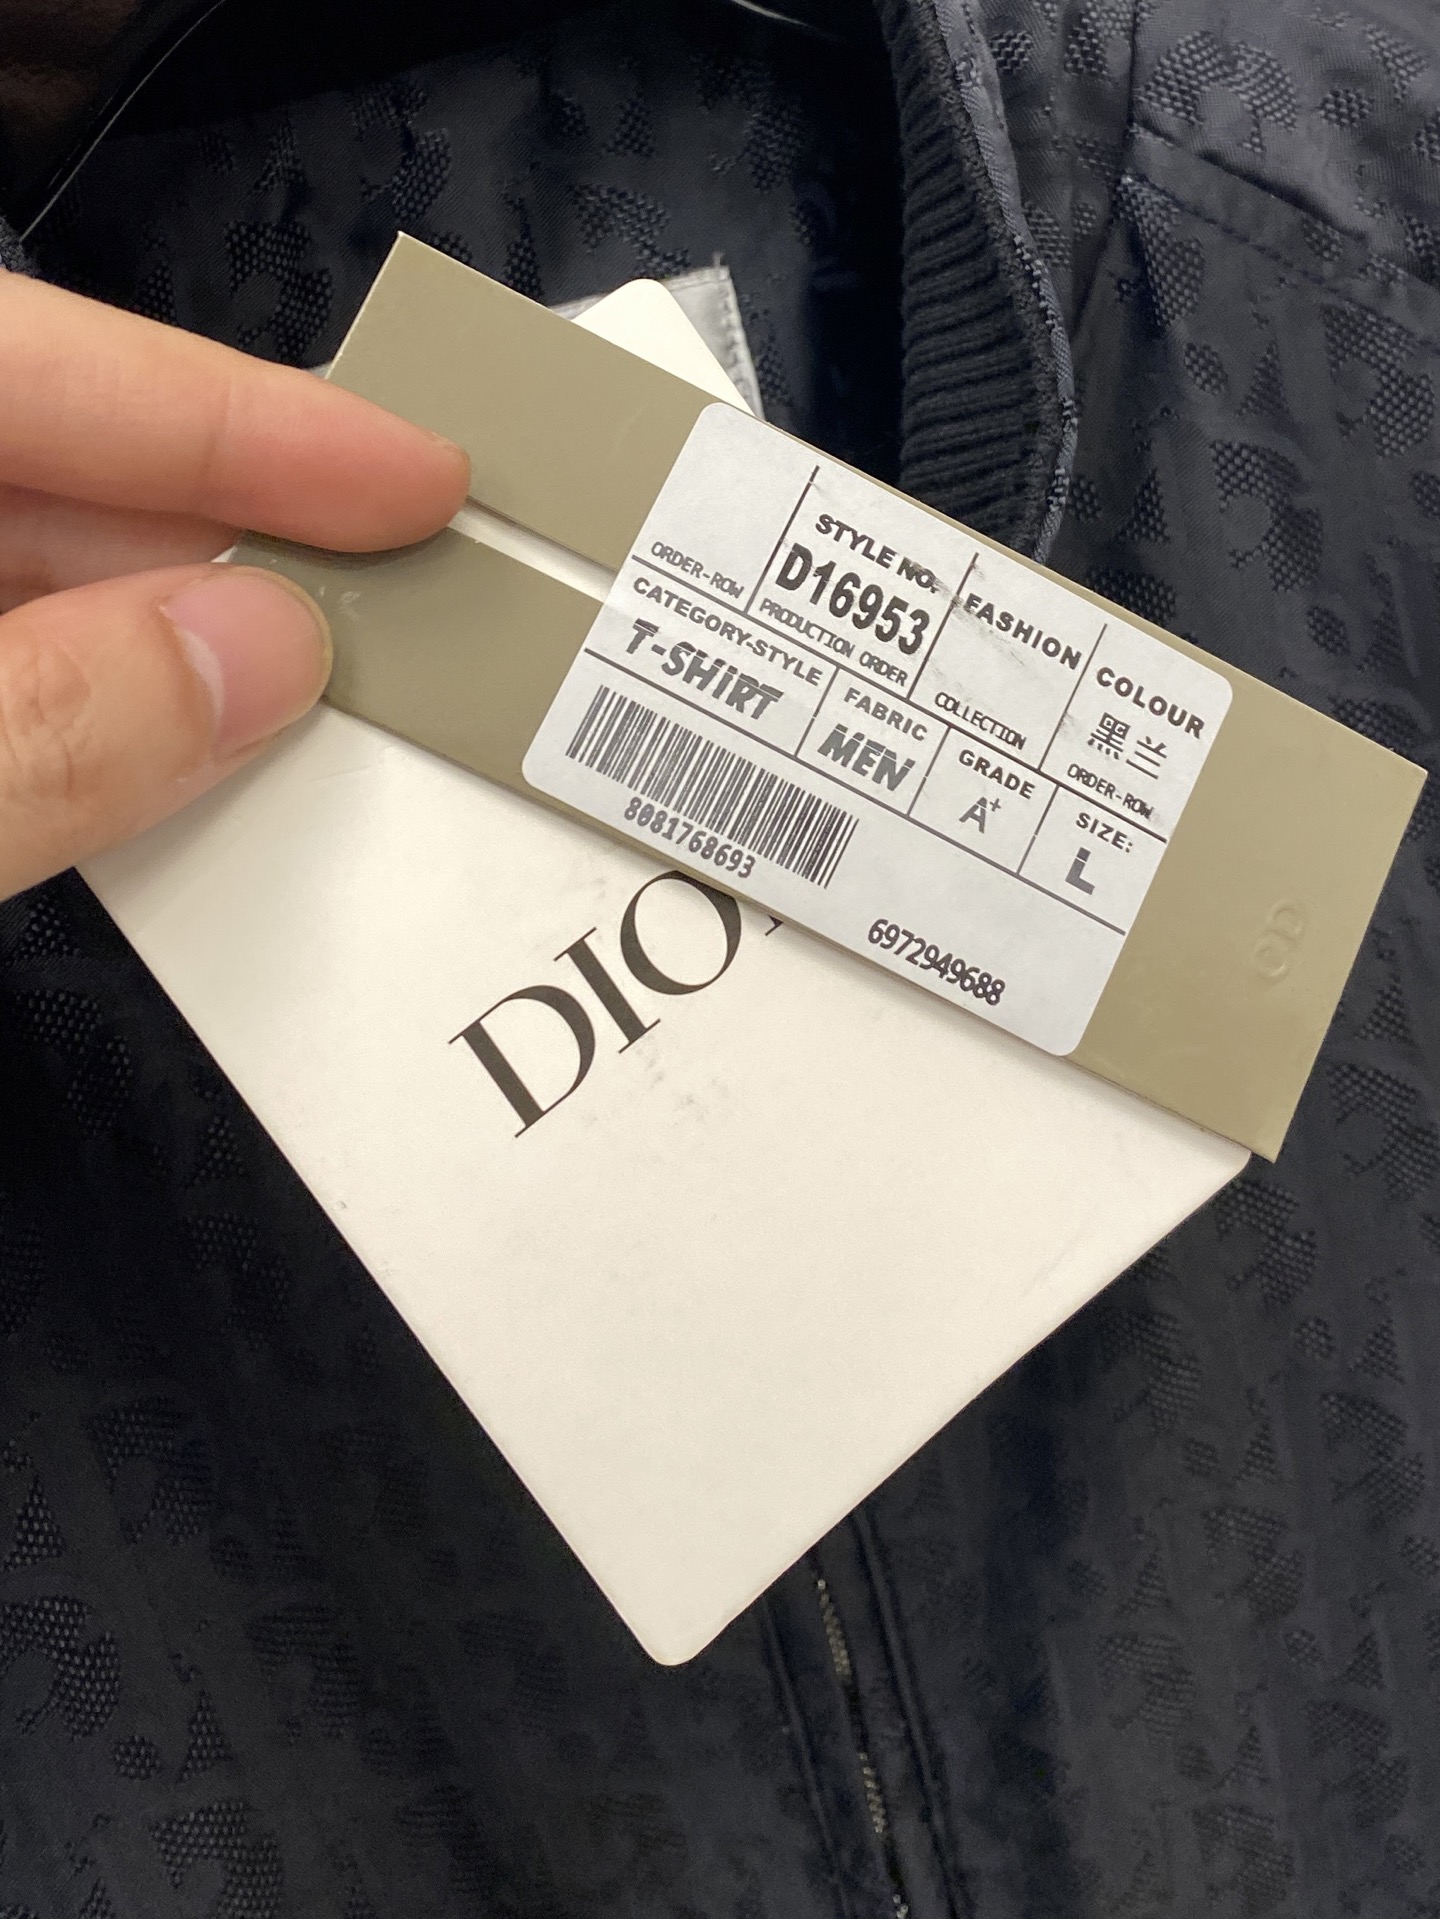 STYLE NO.
D16953
FASHION
COLOUR
黑兰
ORDER-ROW
PRODUCTION ORDER
COLLECTION
ORDER-ROW
CATEGORY-STYLE
T-SHIRT
FABRIC
MEN
GRADE
A+
SIZE:
L
8081768693
6972949688
CD
DIO